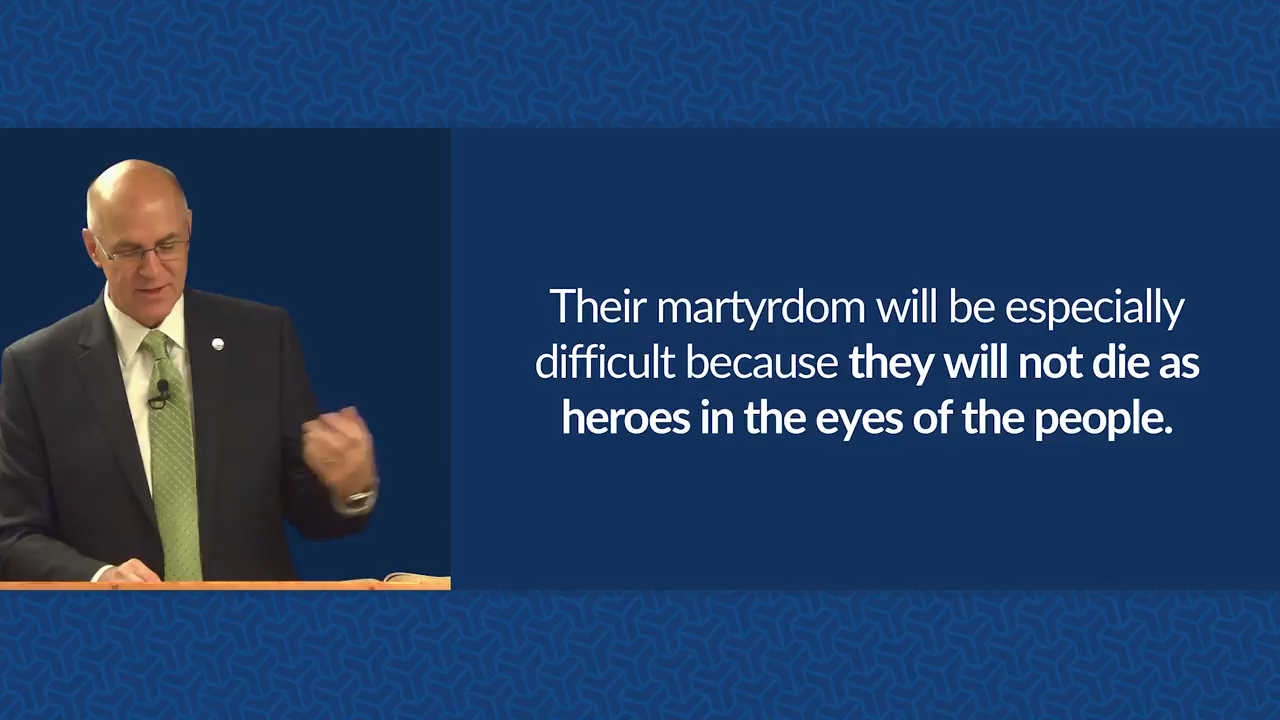 Their martyrdom will be especially
difficult because they will not die as
heroes in the eyes of the people.